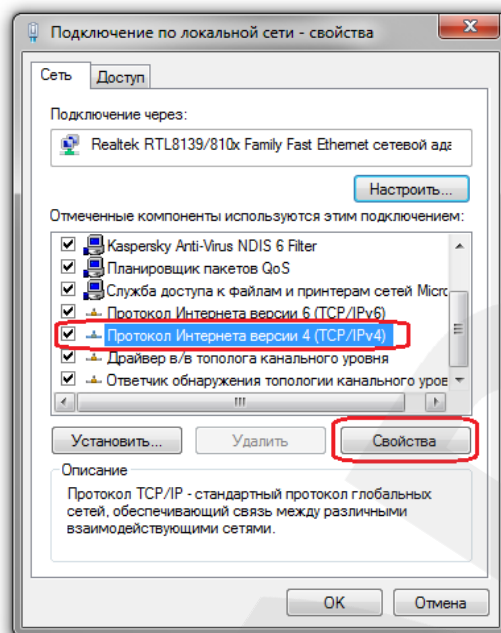 Подключение по локальной сети - свойства
Сеть Доступ
Подключение через:
Realtek RTL8139/810x Family Fast Ethernet сетевой ада
Настроить...
Отмеченные компоненты используются этим подключением:
Kaspersky Anti-Virus NDIS 6 Filter
Планировщик пакетов QoS
Служба доступа к файлам и принтерам сетей Micro
Протокол Интернета версии 6 (TCP/IPv6)
Протокол Интернета версии 4 (TCP/IPv4)
Драйвер в/в тополога канального уровня
Ответчик обнаружения топологии канального уров
Установить... Удалить Свойства
Описание
Протокол TCP/IP - стандартный протокол глобальных
сетей, обеспечивающий связь между различными
взаимодействующими сетями.
OK Отмена